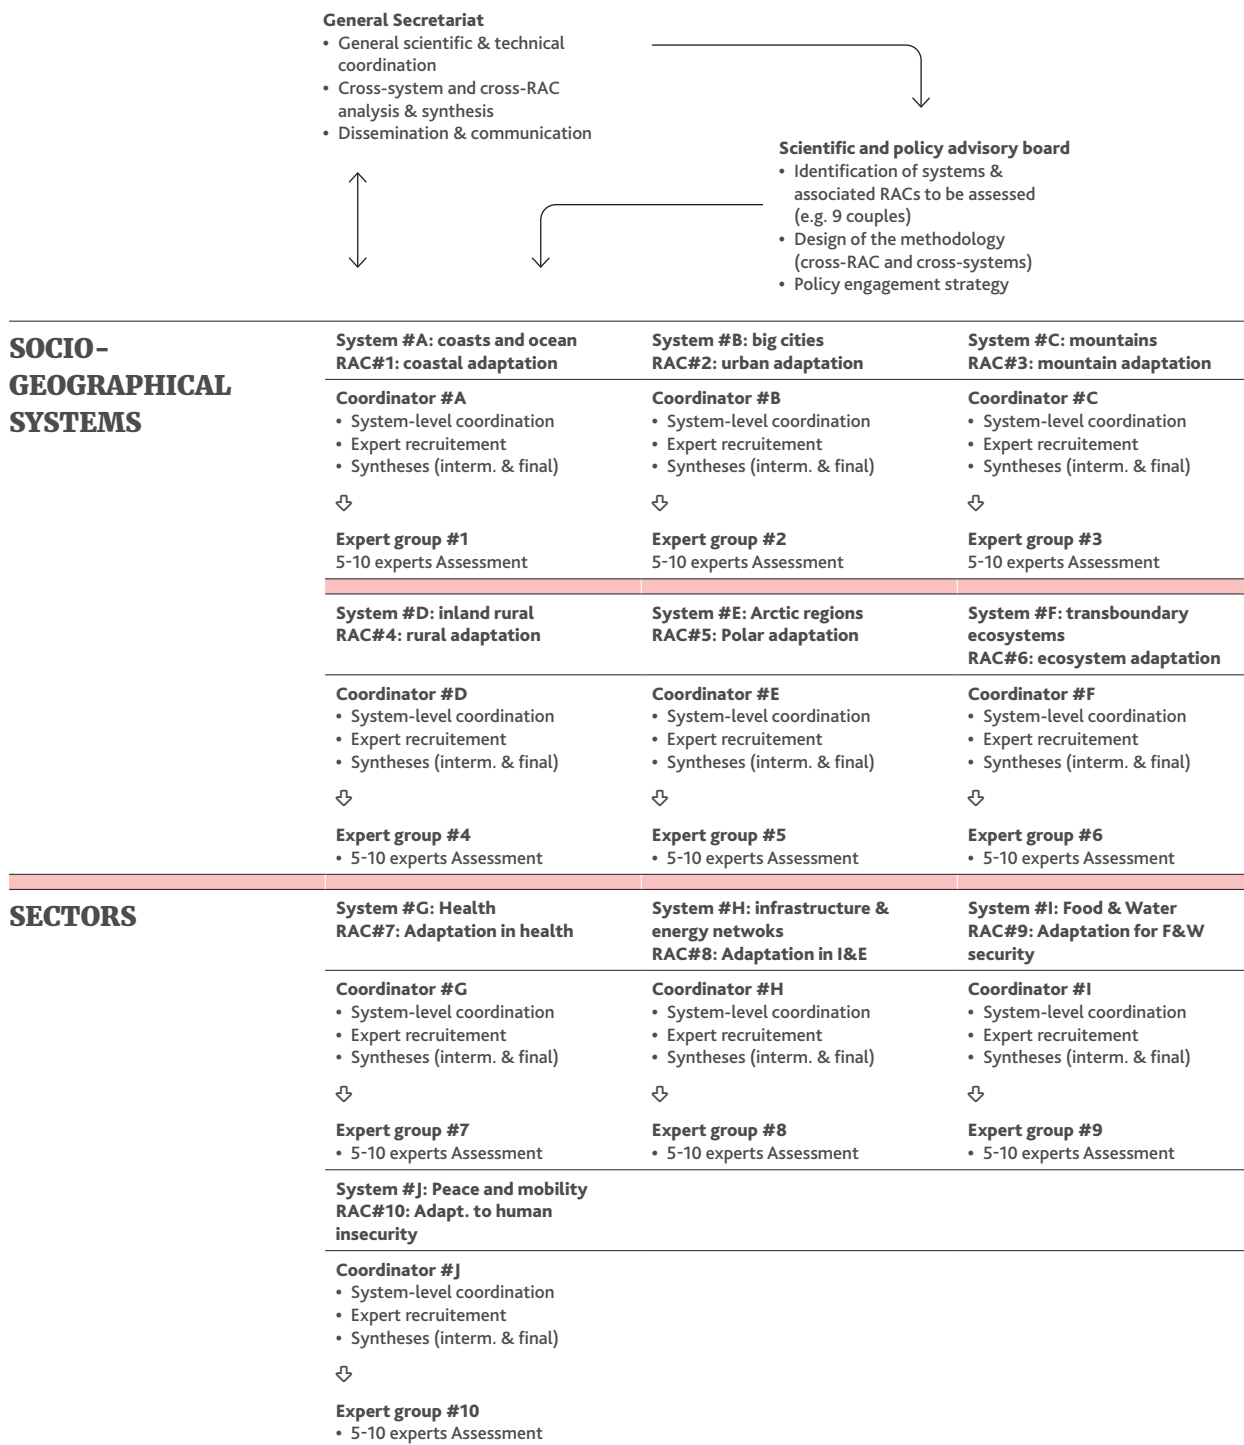 General Secretariat
• General scientific & technical
coordination
• Cross-system and cross-RAC
analysis & synthesis
• Dissemination & communication
Scientific and policy advisory board
• Identification of systems &
associated RACs to be assessed
(e.g. 9 couples)
• Design of the methodology
(cross-RAC and cross-systems)
• Policy engagement strategy
SOCIO-
GEOGRAPHICAL
SYSTEMS
System #A: coasts and ocean
RAC#1: coastal adaptation
Coordinator #A
• System-level coordination
• Expert recruitement
• Syntheses (interm. & final)
Expert group #1
5-10 experts Assessment
System #B: big cities
RAC#2: urban adaptation
Coordinator #B
• System-level coordination
• Expert recruitement
• Syntheses (interm. & final)
Expert group #2
5-10 experts Assessment
System #C: mountains
RAC#3: mountain adaptation
Coordinator #C
• System-level coordination
• Expert recruitement
• Syntheses (interm. & final)
Expert group #3
5-10 experts Assessment
System #D: inland rural
RAC#4: rural adaptation
Coordinator #D
• System-level coordination
• Expert recruitement
• Syntheses (interm. & final)
Expert group #4
• 5-10 experts Assessment
System #E: Arctic regions
RAC#5: Polar adaptation
Coordinator #E
• System-level coordination
• Expert recruitement
• Syntheses (interm. & final)
Expert group #5
• 5-10 experts Assessment
System #F: transboundary
ecosystems
RAC#6: ecosystem adaptation
Coordinator #F
• System-level coordination
• Expert recruitement
• Syntheses (interm. & final)
Expert group #6
• 5-10 experts Assessment
SECTORS
System #G: Health
RAC#7: Adaptation in health
Coordinator #G
• System-level coordination
• Expert recruitement
• Syntheses (interm. & final)
Expert group #7
• 5-10 experts Assessment
System #H: infrastructure &
energy netwoks
RAC#8: Adaptation in I&E
Coordinator #H
• System-level coordination
• Expert recruitement
• Syntheses (interm. & final)
Expert group #8
• 5-10 experts Assessment
System #I: Food & Water
RAC#9: Adaptation for F&W
security
Coordinator #I
• System-level coordination
• Expert recruitement
• Syntheses (interm. & final)
Expert group #9
• 5-10 experts Assessment
System #J: Peace and mobility
RAC#10: Adapt. to human
insecurity
Coordinator #J
• System-level coordination
• Expert recruitement
• Syntheses (interm. & final)
Expert group #10
• 5-10 experts Assessment